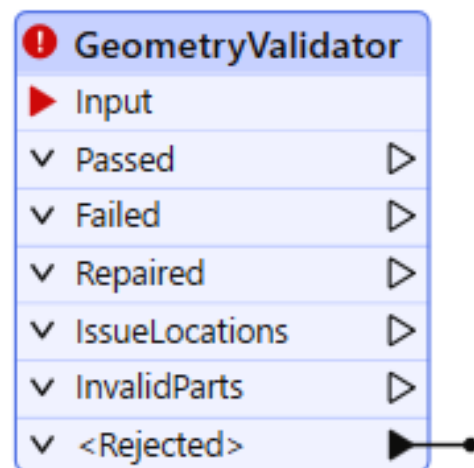 GeometryValidator
Input
Passed
Failed
Repaired
IssueLocations
InvalidParts
<Rejected>